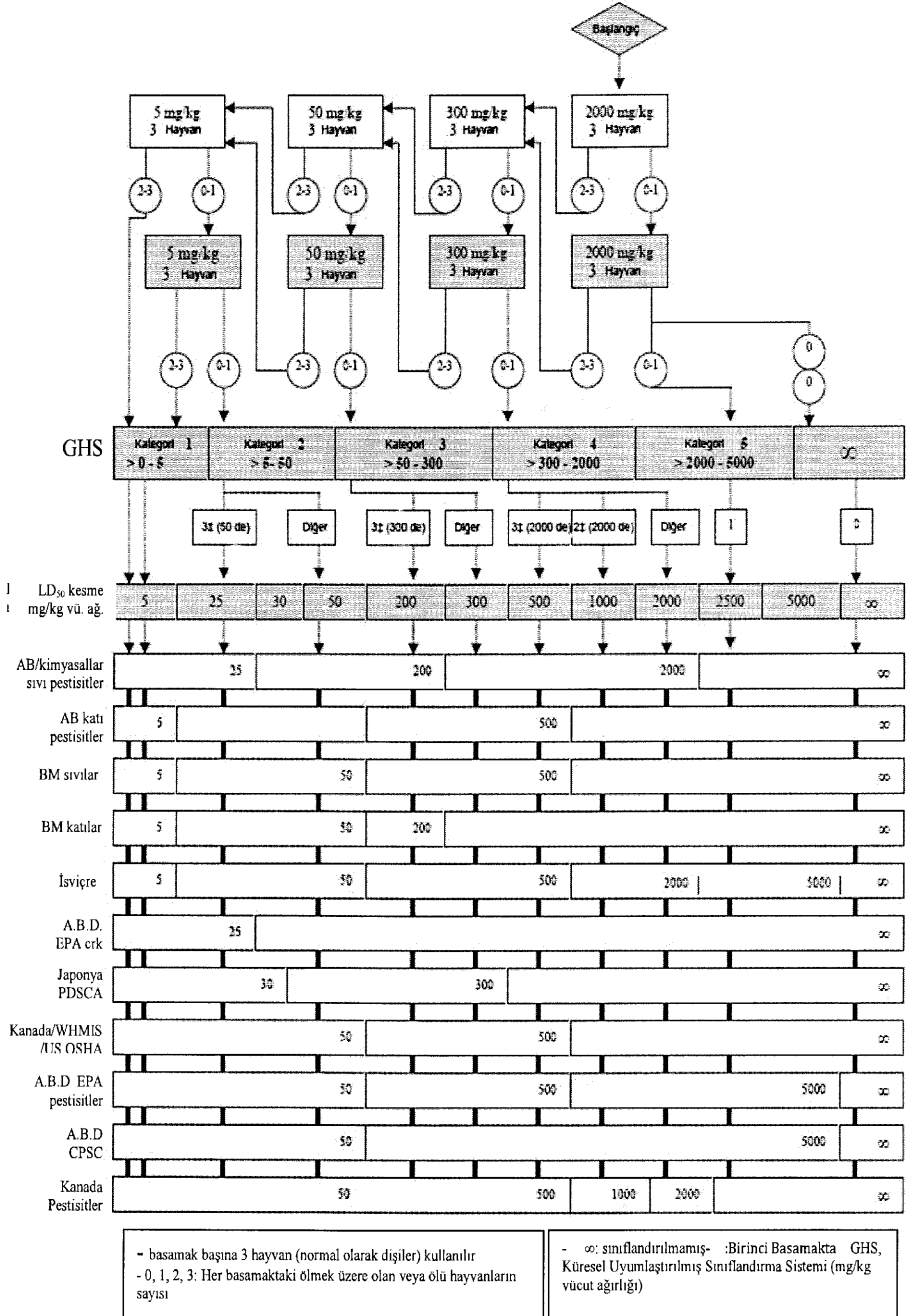 Başlangıç
5 mg/kg
3 Hayvan
50 mg/kg
3 Hayvan
300 mg/kg
3 Hayvan
2000 mg/kg
3 Hayvan
2-3
0-1
2-3
0-1
2-3
0-1
2-3
0-1
5 mg/kg
3 Hayvan
50 mg/kg
3 Hayvan
300 mg/kg
3 Hayvan
2000 mg/kg
3 Hayvan
2-3
0-1
2-3
0-1
2-3
0-1
2-3
0-1
0
0
GHS
Kategori 1
> 0 - 5
Kategori 2
> 5- 50
Kategori 3
> 50 - 300
Kategori 4
> 300 - 2000
Kategori 5
> 2000 - 5000
∞
3‡ (50 de)
Diğer
3‡ (300 de)
Diğer
3‡ (2000 de)
2‡ (2000 de)
Diğer
1
0
LD₅₀ kesme
mg/kg vü. ağ.
5 25 30 50 200 300 500 1000 2000 2500 5000 ∞
AB/kimyasallar
sıvı pestisitler
25 200 2000 ∞
AB katı
pestisitler
5 500 ∞
BM sıvılar
5 50 500 ∞
BM katılar
5 50 200 ∞
İsviçre
5 50 500 2000 5000 ∞
A.B.D.
EPA crk
25 ∞
Japonya
PDSCA
30 300 ∞
Kanada/WHMIS
/US OSHA
50 500 ∞
A.B.D EPA
pestisitler
50 500 5000 ∞
A.B.D
CPSC
50 5000 ∞
Kanada
Pestisitler
50 500 1000 2000 ∞
- basamak başına 3 hayvan (normal olarak dişiler) kullanılır
- 0, 1, 2, 3: Her basamaktaki ölmek üzere olan veya ölü hayvanların
sayısı
- ∞: sınıflandırılmamış- :Birinci Basamakta GHS,
Küresel Uyumlaştırılmış Sınıflandırma Sistemi (mg/kg
vücut ağırlığı)